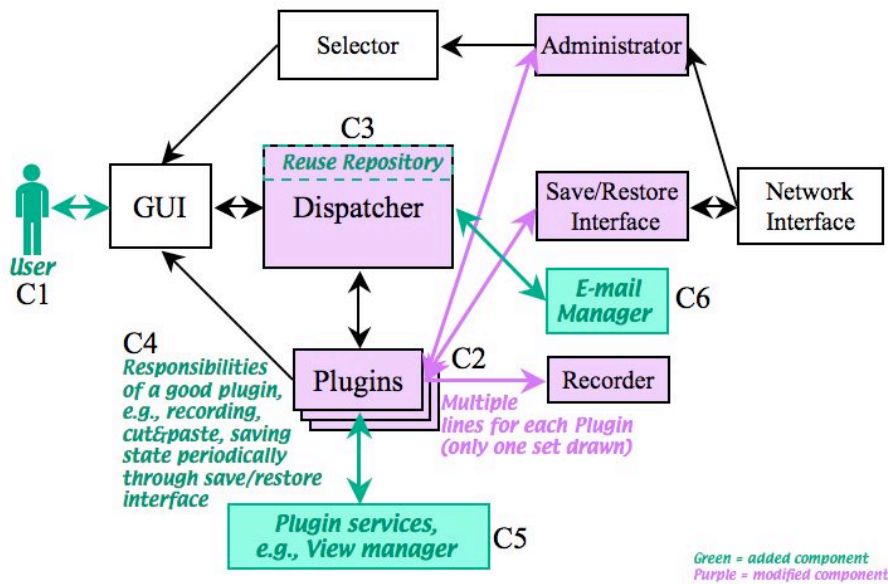 Selector
Administrator
C3
Reuse Repository
GUI
Dispatcher
Save/Restore
Interface
Network
Interface
User
C1
E-mail
Manager
C6
C4
Responsibilities
of a good plugin,
e.g., recording,
cut&paste, saving
state periodically
through save/restore
interface
Plugins
C2
Recorder
Multiple
lines for each Plugin
(only one set drawn)
Plugin services,
e.g., View manager
C5
Green = added component
Purple = modified component